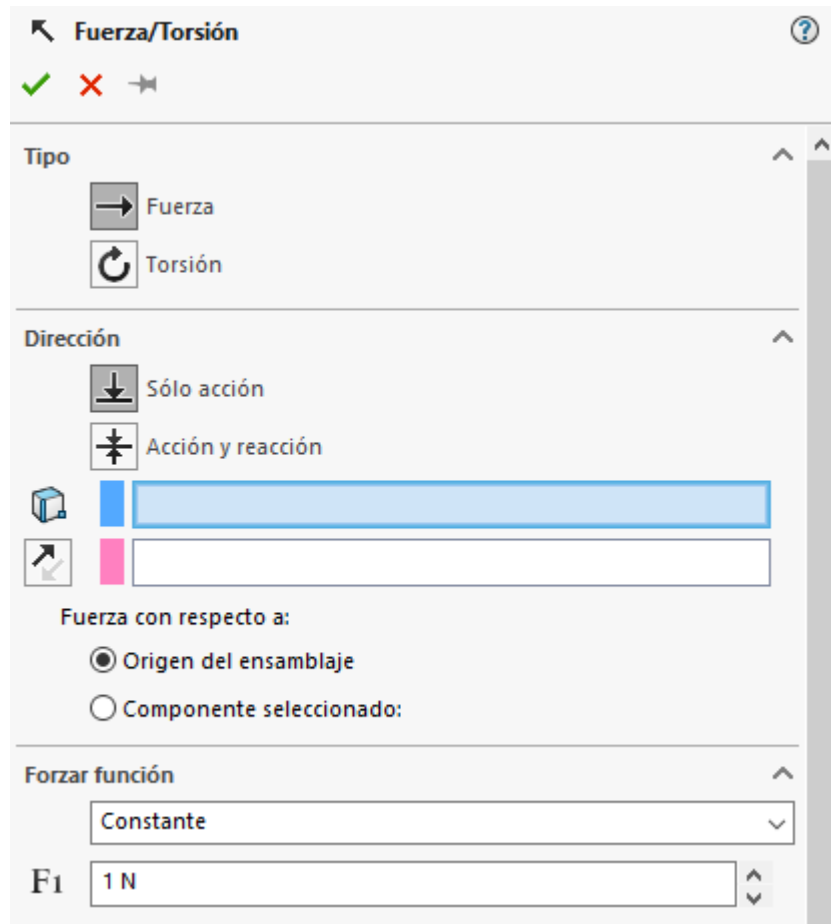 Fuerza/Torsión
?
Tipo
Fuerza
Torsión
Dirección
Sólo acción
Acción y reacción
Fuerza con respecto a:
Origen del ensamblaje
Componente seleccionado:
Forzar función
Constante
F1 1 N